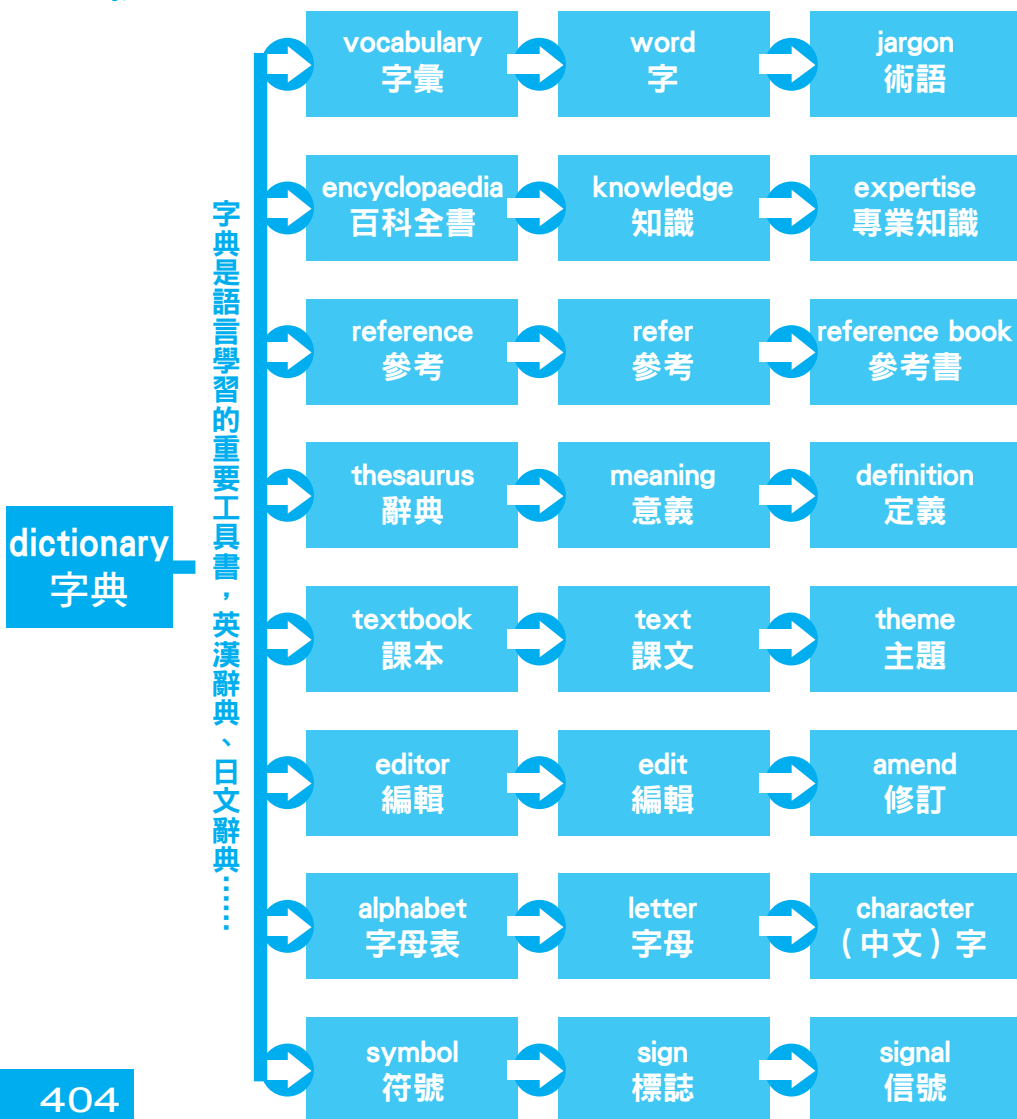 dictionary
字典
字典是語言學習的重要工具書，英漢辭典、日文辭典……
vocabulary
字彙
word
字
jargon
術語
encyclopaedia
百科全書
knowledge
知識
expertise
專業知識
reference
參考
refer
參考
reference book
參考書
thesaurus
辭典
meaning
意義
definition
定義
textbook
課本
text
課文
theme
主題
editor
編輯
edit
編輯
amend
修訂
alphabet
字母表
letter
字母
character
（中文）字
symbol
符號
sign
標誌
signal
信號
404